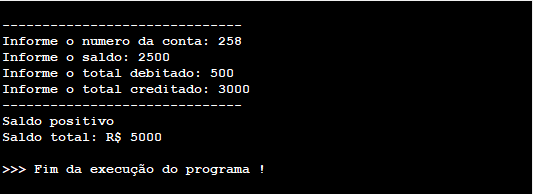 ------------------------------
Informe o numero da conta: 258
Informe o saldo: 2500
Informe o total debitado: 500
Informe o total creditado: 3000
------------------------------
Saldo positivo
Saldo total: R$ 5000
>>> Fim da execução do programa !